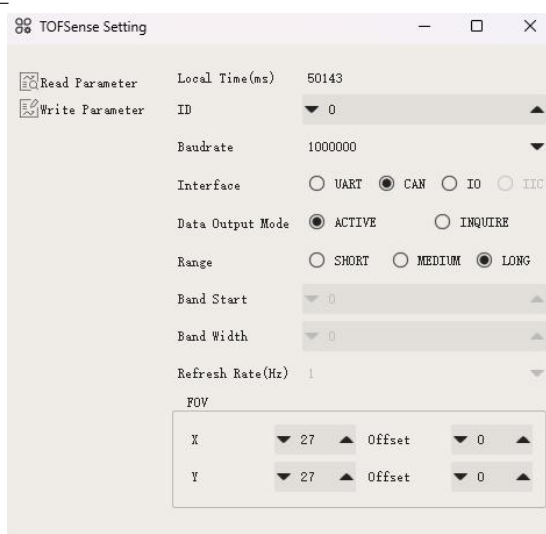 TOFSense Setting
Read Parameter
Write Parameter
Local Time(ms) 50143
ID 0
Baudrate 1000000
Interface UART CAN IO IIC
Data Output Mode ACTIVE INQUIRE
Range SHORT MEDIUM LONG
Band Start 0
Band Width 0
Refresh Rate(Hz) 1
FOV
X 27 Offset 0
Y 27 Offset 0